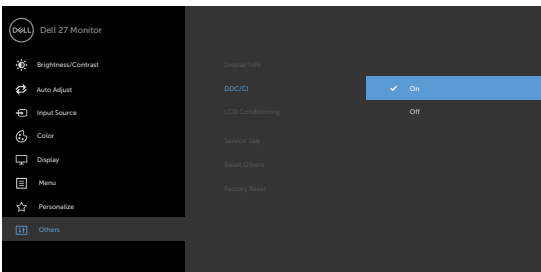 DELL Dell 27 Monitor
Brightness/Contrast
Auto Adjust
Input Source
Color
Display
Menu
Personalize
Others
Display Info
DDC/CI
LCD Conditioning
Service Tag
Reset Others
Factory Reset
On
Off